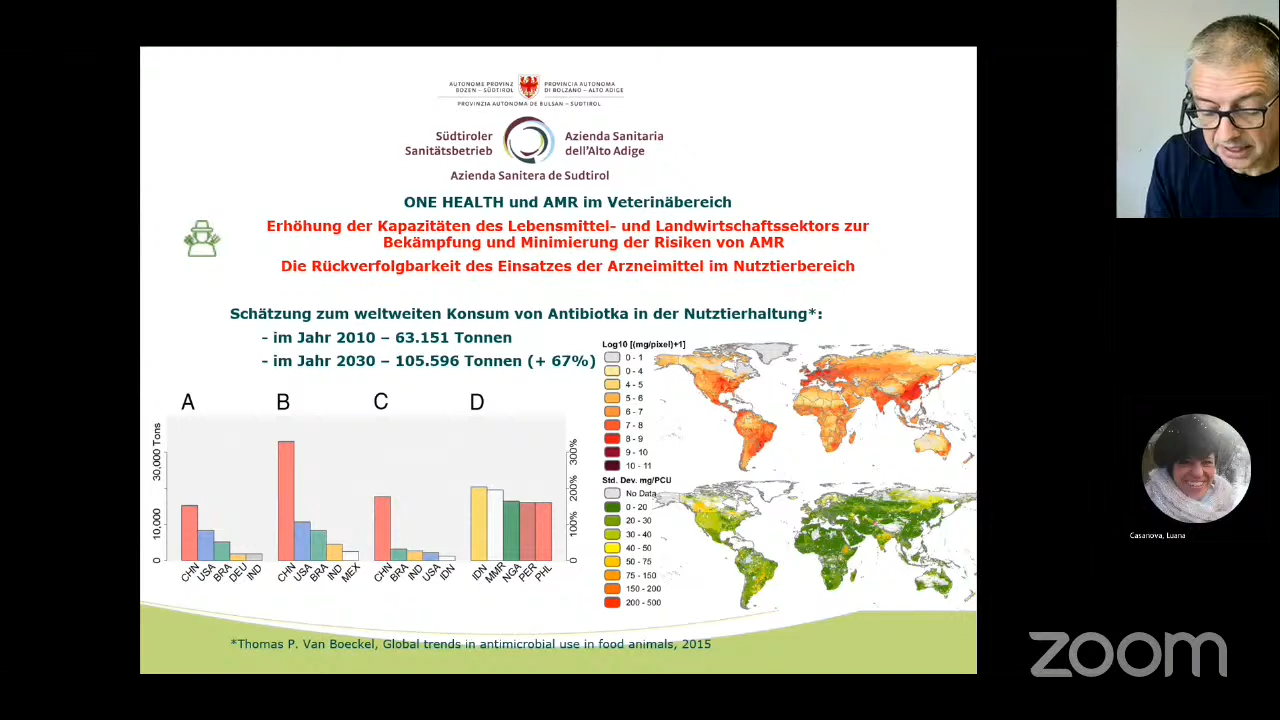 AUTONOME PROVINZ
BOZEN – SÜDTIROL
PROVINCIA AUTONOMA
DI BOLZANO – ALTO ADIGE
PROVINZIA AUTONOMA DE BULSAN – SÜDTIROL
Südtiroler
Sanitätsbetrieb
Azienda Sanitaria
dell'Alto Adige
Azienda Sanitera de Sudtirol
ONE HEALTH und AMR im Veterinäbereich
Erhöhung der Kapazitäten des Lebensmittel- und Landwirtschaftssektors zur
Bekämpfung und Minimierung der Risiken von AMR
Die Rückverfolgbarkeit des Einsatzes der Arzneimittel im Nutztierbereich
Schätzung zum weltweiten Konsum von Antibiotka in der Nutztierhaltung*:
- im Jahr 2010 – 63.151 Tonnen
- im Jahr 2030 – 105.596 Tonnen (+ 67%)
A B C D
30,000 Tons
10,000
0
CHN USA BRA DEU IND
CHN USA BRA IND MEX
CHN BRA IND USA IDN
IDN MMR NGA PER PHL
300%
200%
100%
0
Log10 [(mg/pixel)+1]
0 - 1
0 - 4
4 - 5
5 - 6
6 - 7
7 - 8
8 - 9
9 - 10
10 - 11
Std. Dev. mg/PCU
No Data
0 - 20
20 - 30
30 - 40
40 - 50
50 - 75
75 - 150
150 - 200
200 - 500
*Thomas P. Van Boeckel, Global trends in antimicrobial use in food animals, 2015
Casanova, Luana
zoom